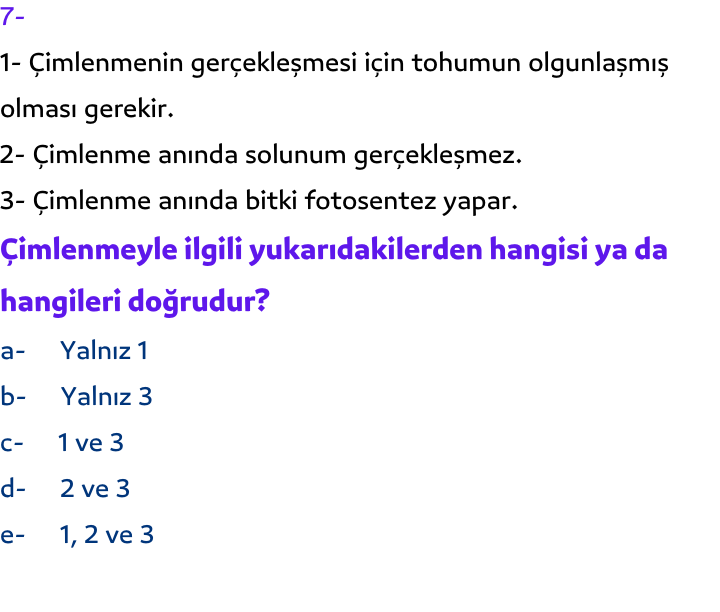 7-
1- Çimlenmenin gerçekleşmesi için tohumun olgunlaşmış
olması gerekir.
2- Çimlenme anında solunum gerçekleşmez.
3- Çimlenme anında bitki fotosentez yapar.
Çimlenmeyle ilgili yukarıdakilerden hangisi ya da
hangileri doğrudur?
a- Yalnız 1
b- Yalnız 3
c- 1 ve 3
d- 2 ve 3
e- 1, 2 ve 3